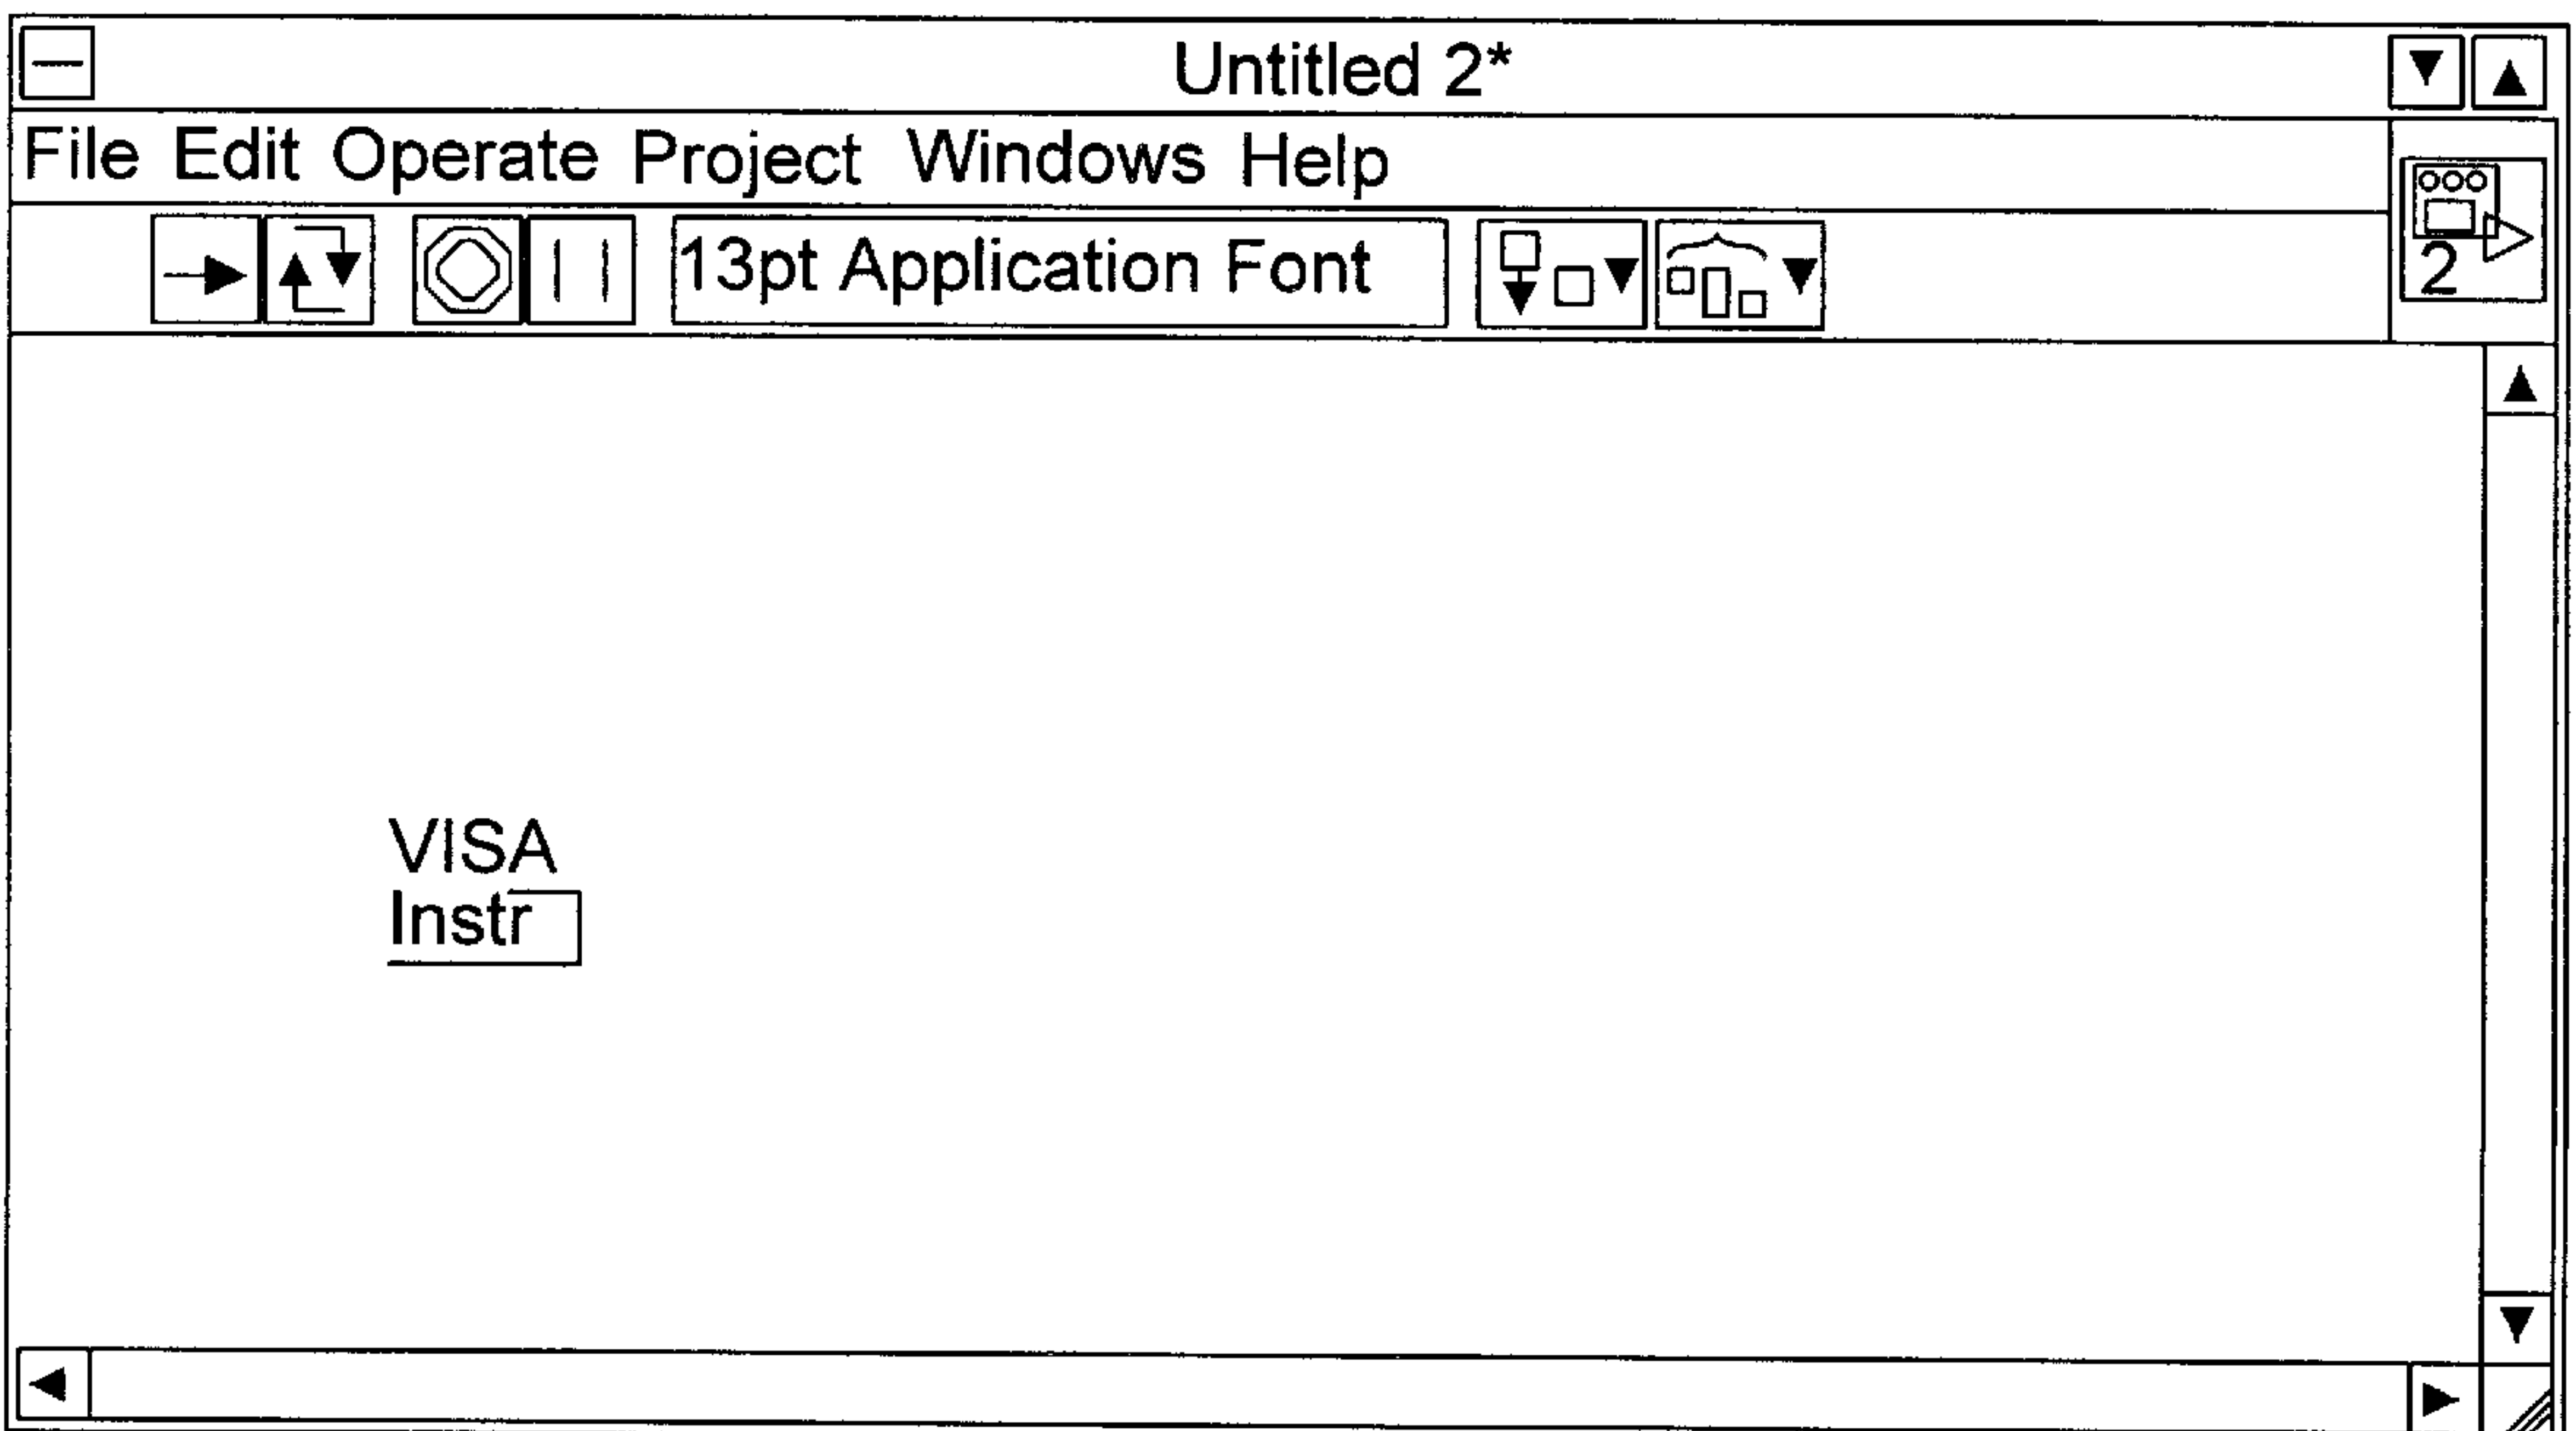 Untitled 2*
File Edit Operate Project Windows Help
13pt Application Font
2
VISA
Instr